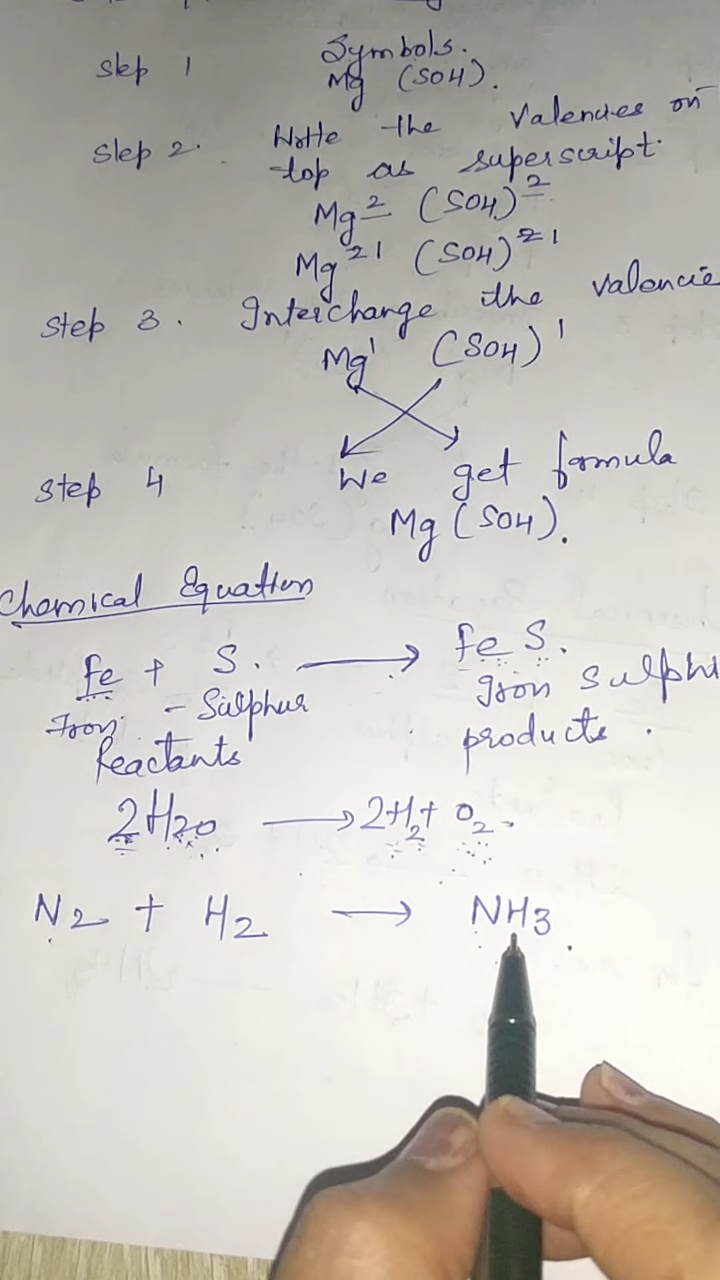 Step 1 Symbols.
Mg (SO4).
Step 2. Write the Valencies on
top as superscript.
Mg2 (SO4)2
Mg21 (SO4)21
Step 3. Interchange the Valencie
Mg1 (SO4)1
Step 4 We get formula
Mg (SO4).
Chemical Equation
Fe + S. → FeS.
Iron - Sulphur Iron Sulphi
Reactants products.
2H2O → 2H2 + O2.
N2 + H2 → NH3.